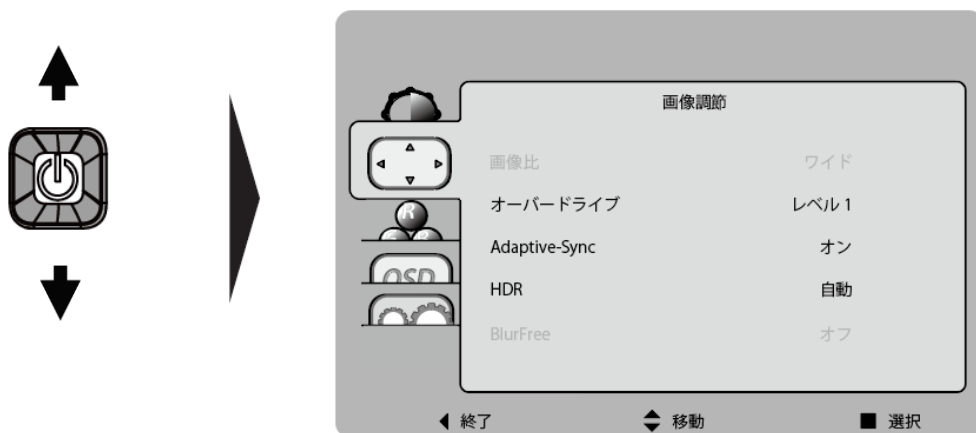 画像調節
画像比 ワイド
オーバードライブ レベル 1
Adaptive-Sync オン
HDR 自動
BlurFree オフ
R
OSD
終了 移動 選択